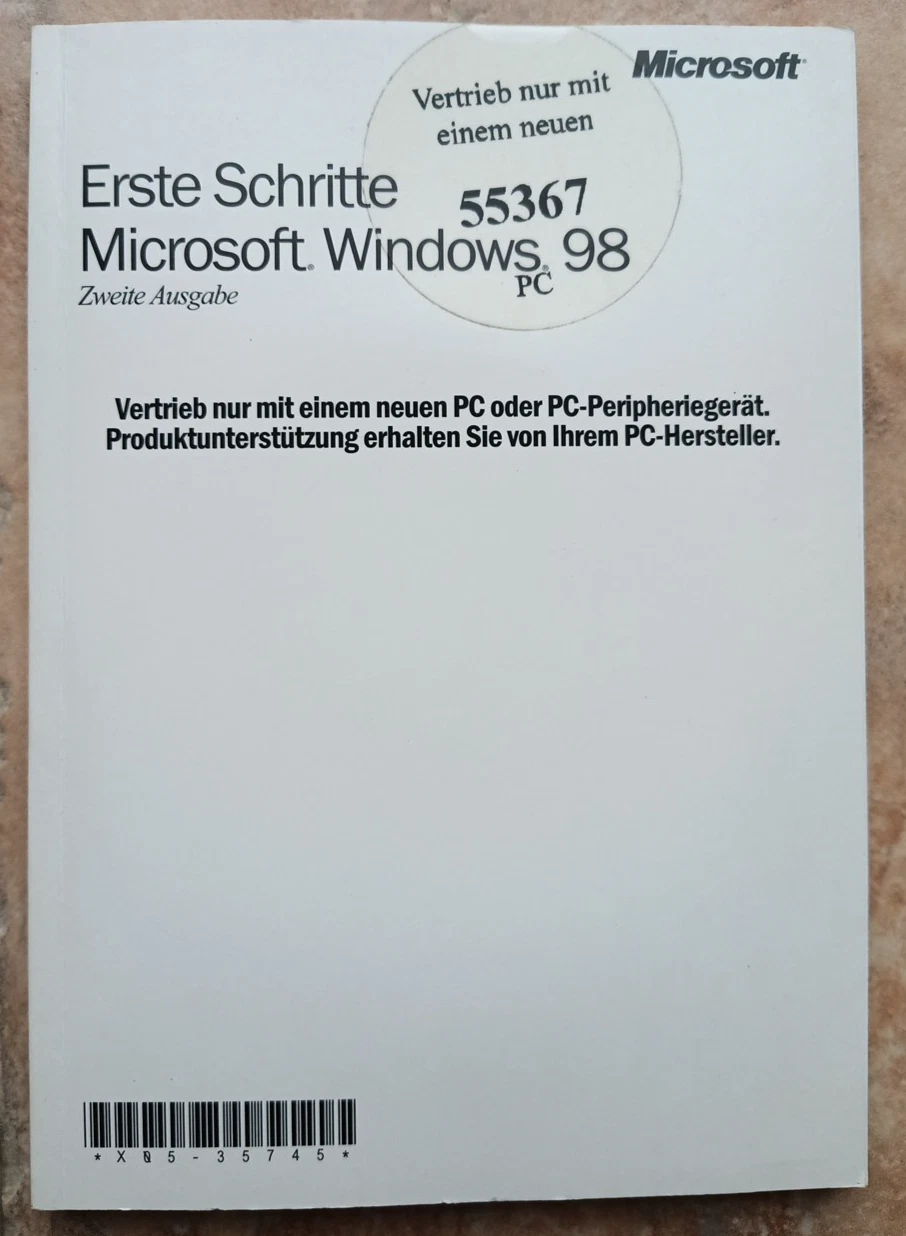 Microsoft
Vertrieb nur mit
einem neuen
55367
PC
Erste Schritte
Microsoft® Windows® 98
Zweite Ausgabe
Vertrieb nur mit einem neuen PC oder PC-Peripheriegerät.
Produktunterstützung erhalten Sie von Ihrem PC-Hersteller.
*X05-35745*